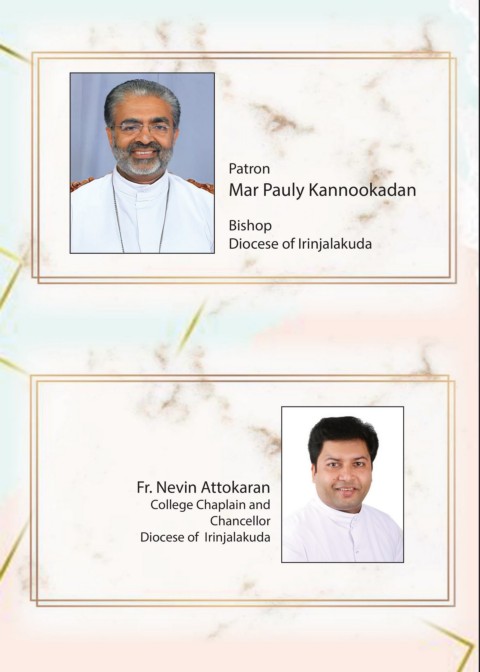 Patron
Mar Pauly Kannookadan
Bishop
Diocese of Irinjalakuda
Fr. Nevin Attokaran
College Chaplain and
Chancellor
Diocese of Irinjalakuda